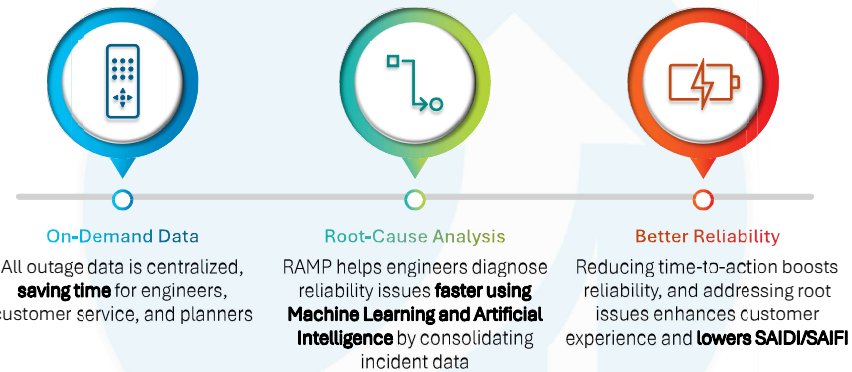 On-Demand Data
All outage data is centralized,
saving time for engineers,
customer service, and planners
Root-Cause Analysis
RAMP helps engineers diagnose
reliability issues faster using
Machine Learning and Artificial
Intelligence by consolidating
incident data
Better Reliability
Reducing time-to-action boosts
reliability, and addressing root
issues enhances customer
experience and lowers SAIDI/SAIFI